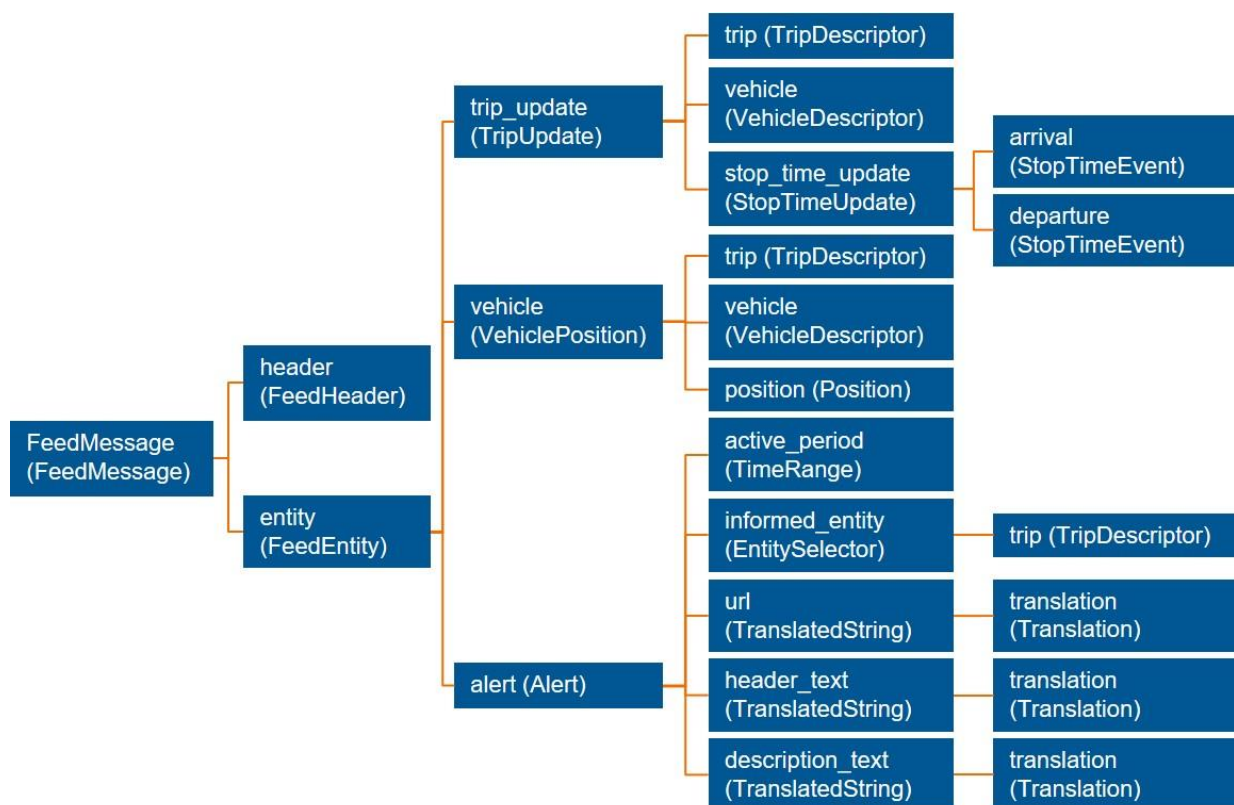 FeedMessage
(FeedMessage)
header
(FeedHeader)
entity
(FeedEntity)
trip_update
(TripUpdate)
vehicle
(VehiclePosition)
alert (Alert)
trip (TripDescriptor)
vehicle
(VehicleDescriptor)
stop_time_update
(StopTimeUpdate)
arrival
(StopTimeEvent)
departure
(StopTimeEvent)
trip (TripDescriptor)
vehicle
(VehicleDescriptor)
position (Position)
active_period
(TimeRange)
informed_entity
(EntitySelector)
trip (TripDescriptor)
url
(TranslatedString)
translation
(Translation)
header_text
(TranslatedString)
translation
(Translation)
description_text
(TranslatedString)
translation
(Translation)